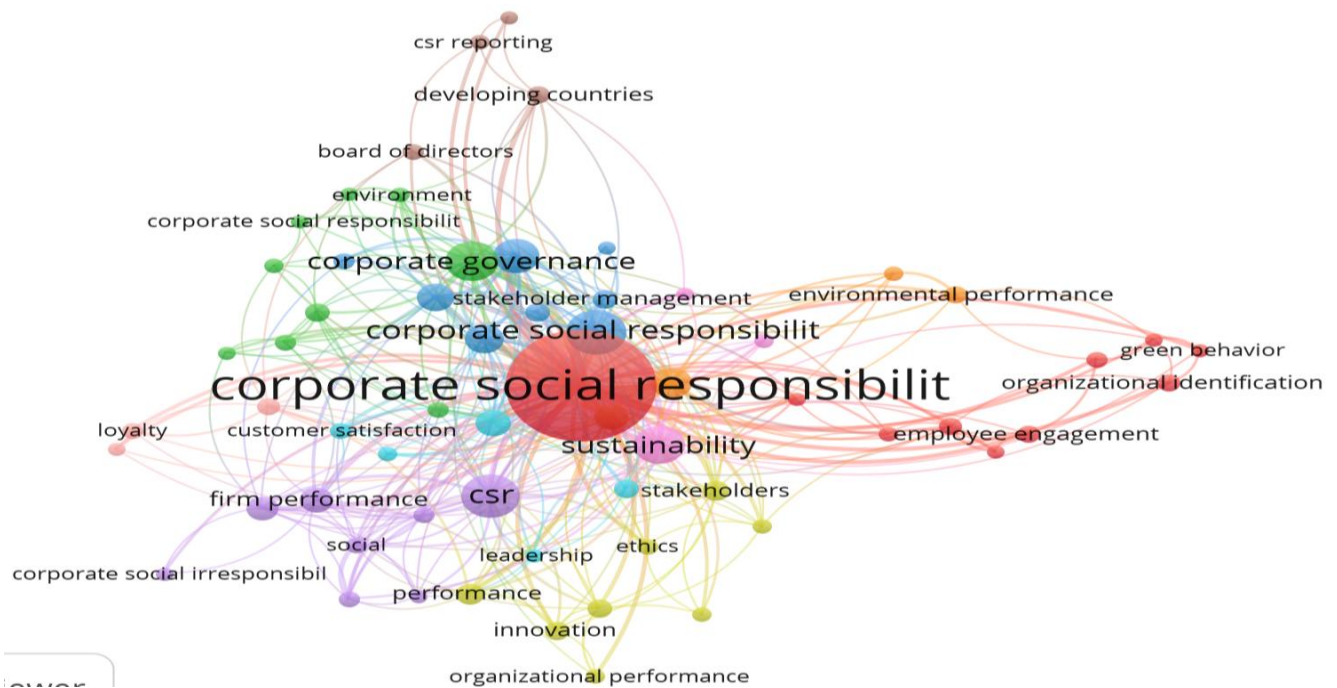 csr reporting
developing countries
board of directors
environment
corporate social responsibilit
corporate governance
stakeholder management
environmental performance
corporate social responsibilit
green behavior
corporate social responsibilit
organizational identification
loyalty
customer satisfaction
employee engagement
sustainability
stakeholders
csr
firm performance
social
ethics
leadership
corporate social irresponsibil
performance
innovation
organizational performance